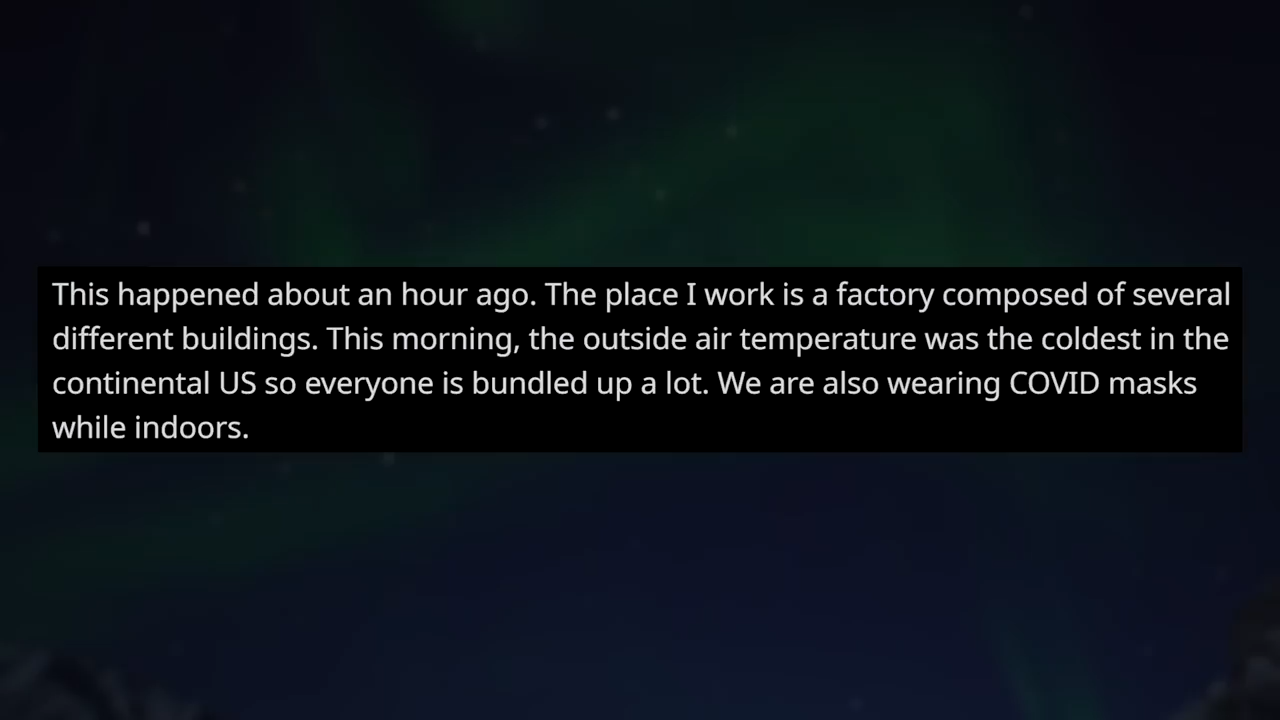 This happened about an hour ago. The place I work is a factory composed of several
different buildings. This morning, the outside air temperature was the coldest in the
continental US so everyone is bundled up a lot. We are also wearing COVID masks
while indoors.